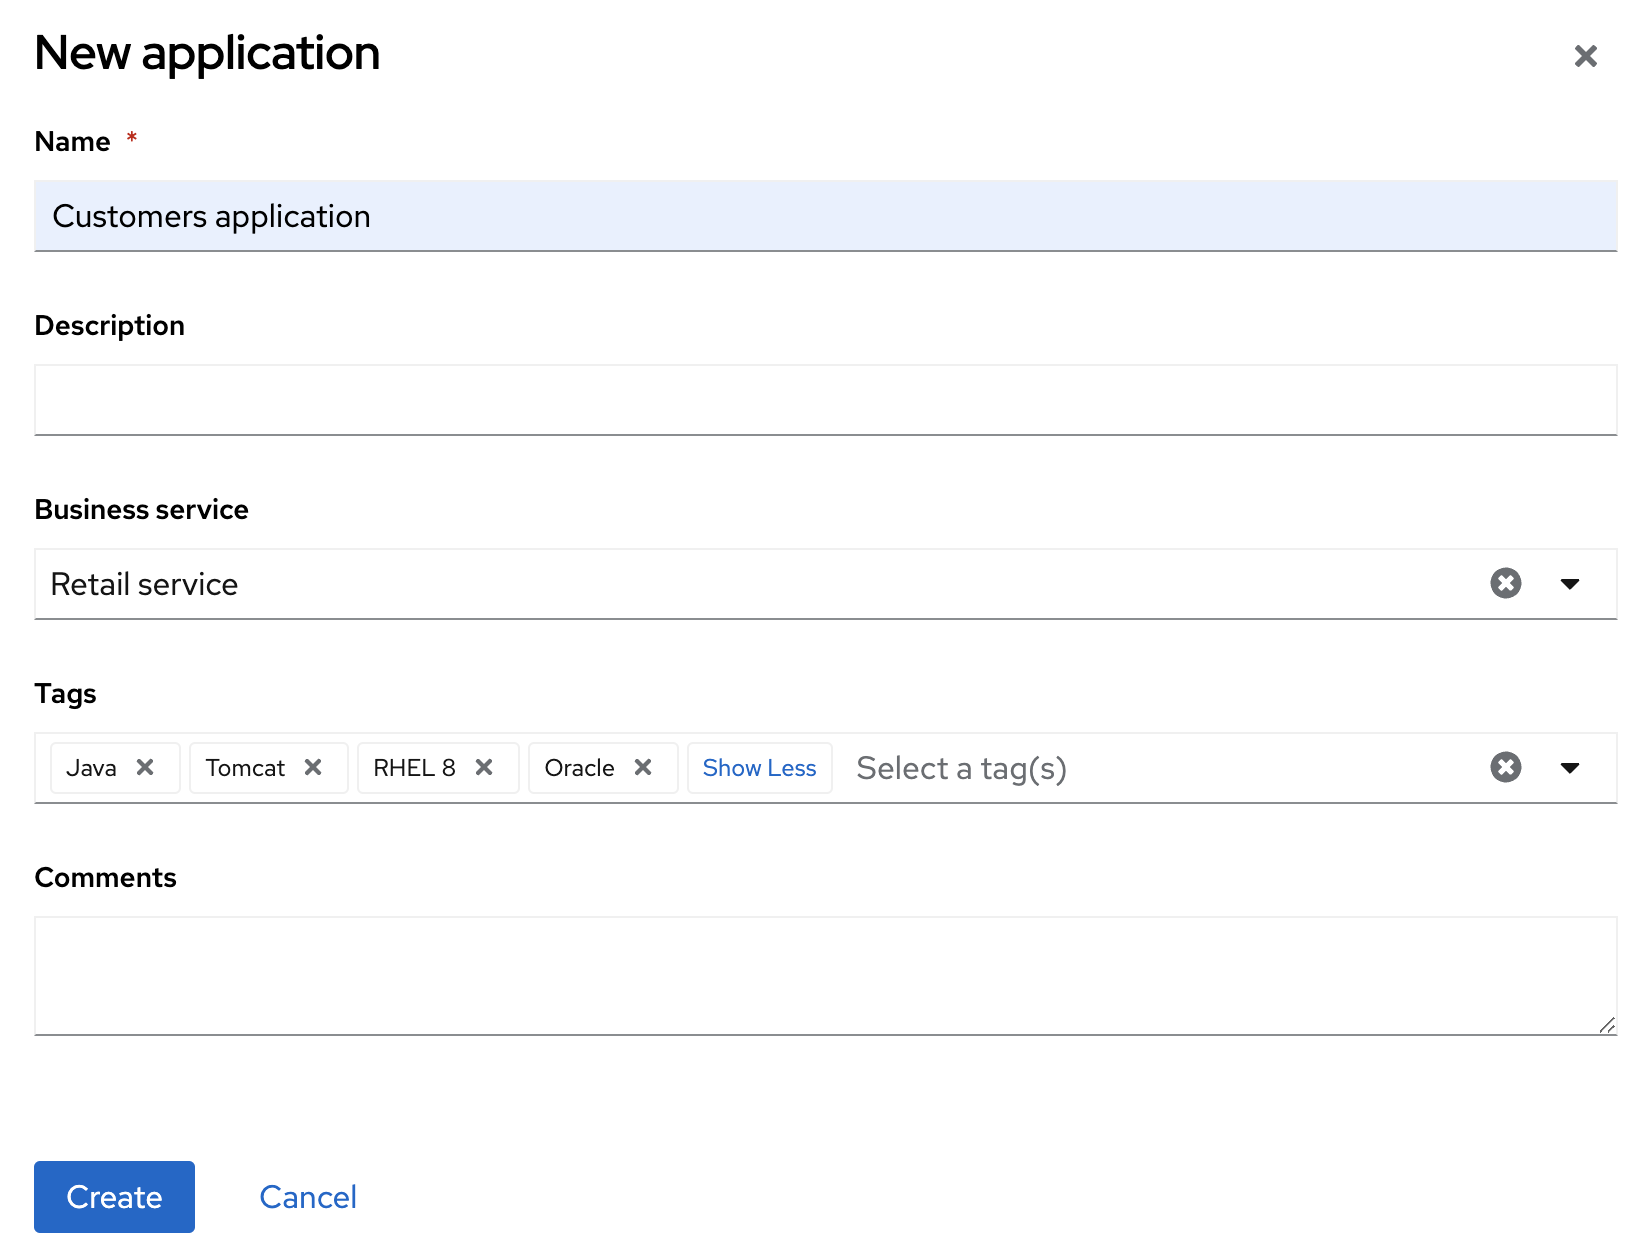 New application
Name *
Customers application
Description
Business service
Retail service
Tags
Java Tomcat RHEL 8 Oracle Show Less Select a tag(s)
Comments
Create Cancel